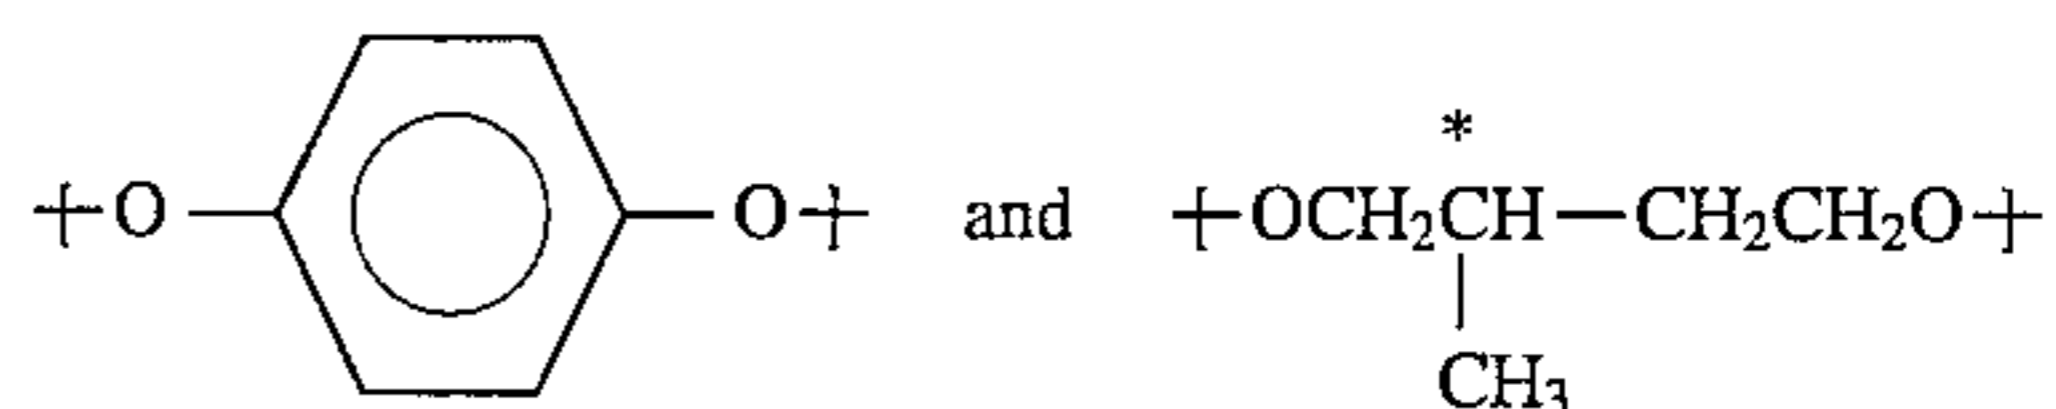 *
O O and OCH₂CH—CH₂CH₂O
CH₃